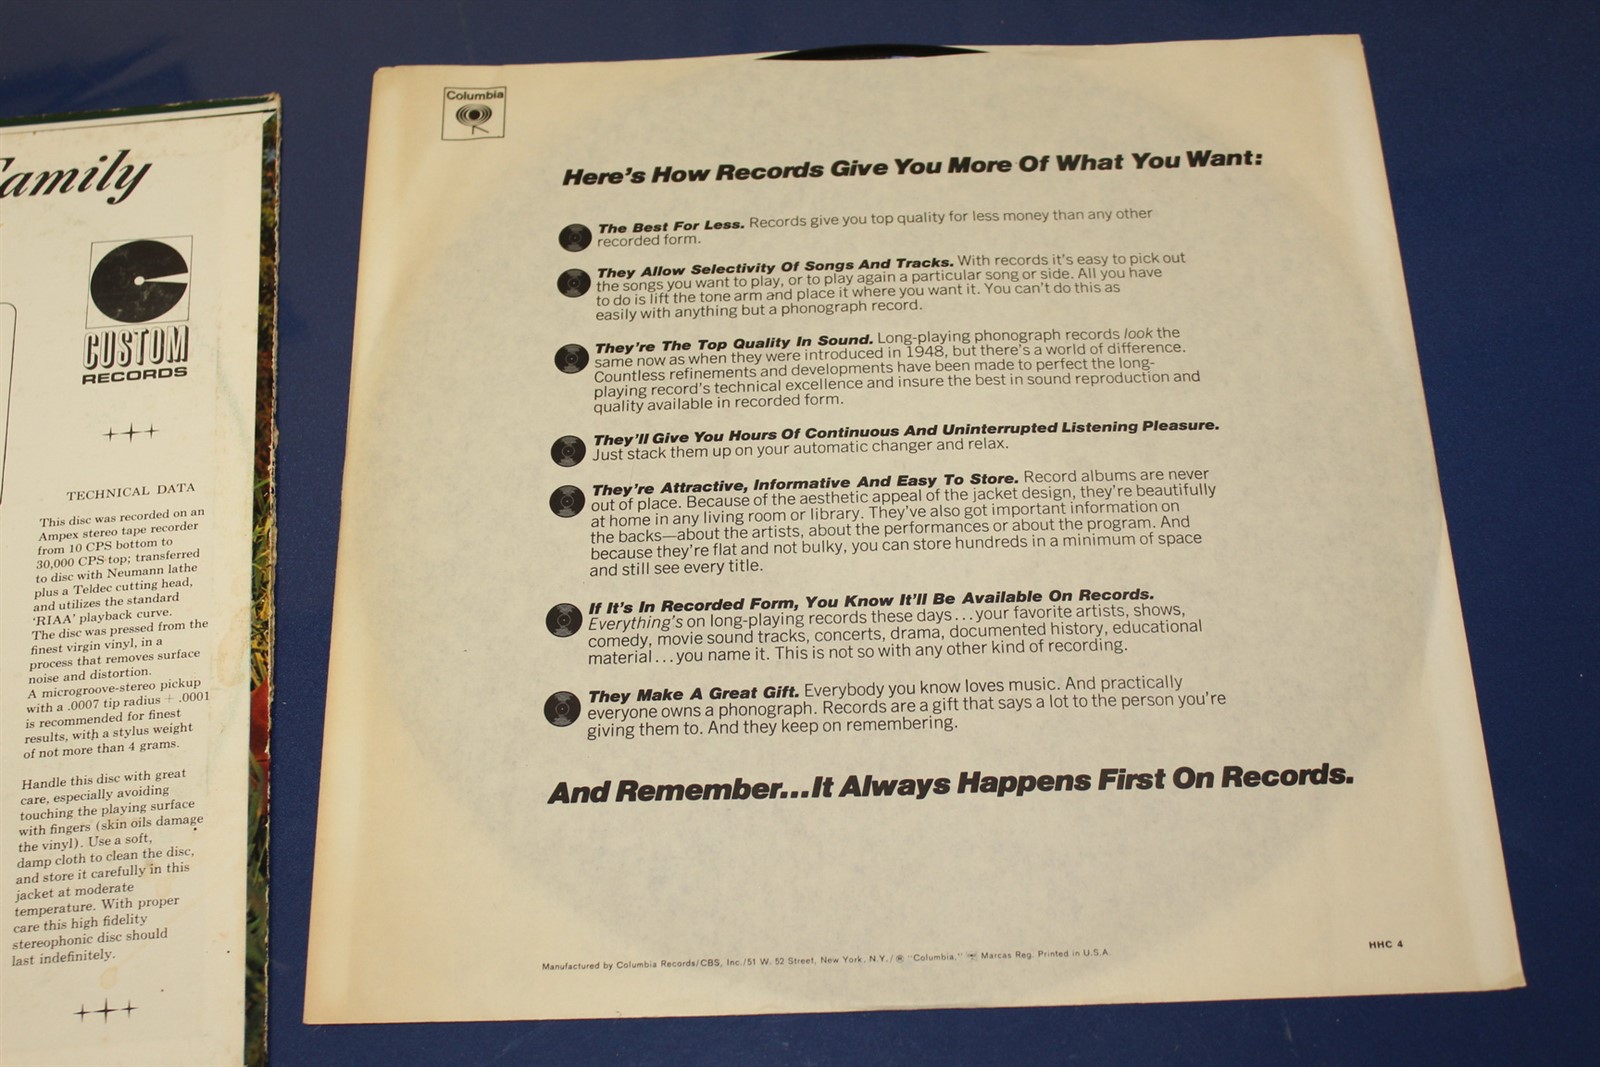 Family
CUSTOM
RECORDS
TECHNICAL DATA
This disc was recorded on an
Ampex stereo tape recorder
from 10 CPS bottom to
30,000 CPS top; transferred
to disc with Neumann lathe
plus a Teldec cutting head,
and utilizes the standard
'RIAA' playback curve.
The disc was pressed from the
finest virgin vinyl, in a
process that removes surface
noise and distortion.
A microgroove-stereo pickup
with a .0007 tip radius + .0001
is recommended for finest
results, with a stylus weight
of not more than 4 grams.
Handle this disc with great
care, especially avoiding
touching the playing surface
with fingers (skin oils damage
the vinyl). Use a soft,
damp cloth to clean the disc,
and store it carefully in this
jacket at moderate
temperature. With proper
care this high fidelity
stereophonic disc should
last indefinitely.
Columbia
Here's How Records Give You More Of What You Want:
The Best For Less. Records give you top quality for less money than any other
recorded form.
They Allow Selectivity Of Songs And Tracks. With records it's easy to pick out
the songs you want to play, or to play again a particular song or side. All you have
to do is lift the tone arm and place it where you want it. You can't do this as
easily with anything but a phonograph record.
They're The Top Quality In Sound. Long-playing phonograph records look the
same now as when they were introduced in 1948, but there's a world of difference.
Countless refinements and developments have been made to perfect the long-
playing record's technical excellence and insure the best in sound reproduction and
quality available in recorded form.
They'll Give You Hours Of Continuous And Uninterrupted Listening Pleasure.
Just stack them up on your automatic changer and relax.
They're Attractive, Informative And Easy To Store. Record albums are never
out of place. Because of the aesthetic appeal of the jacket design, they're beautifully
at home in any living room or library. They've also got important information on
the backs—about the artists, about the performances or about the program. And
because they're flat and not bulky, you can store hundreds in a minimum of space
and still see every title.
If It's In Recorded Form, You Know It'll Be Available On Records.
Everything's on long-playing records these days...your favorite artists, shows,
comedy, movie sound tracks, concerts, drama, documented history, educational
material...you name it. This is not so with any other kind of recording.
They Make A Great Gift. Everybody you know loves music. And practically
everyone owns a phonograph. Records are a gift that says a lot to the person you're
giving them to. And they keep on remembering.
And Remember...It Always Happens First On Records.
HHC 4
Manufactured by Columbia Records/CBS, Inc./51 W. 52 Street, New York, N.Y./ ® "Columbia," Marcas Reg. Printed in U.S.A.